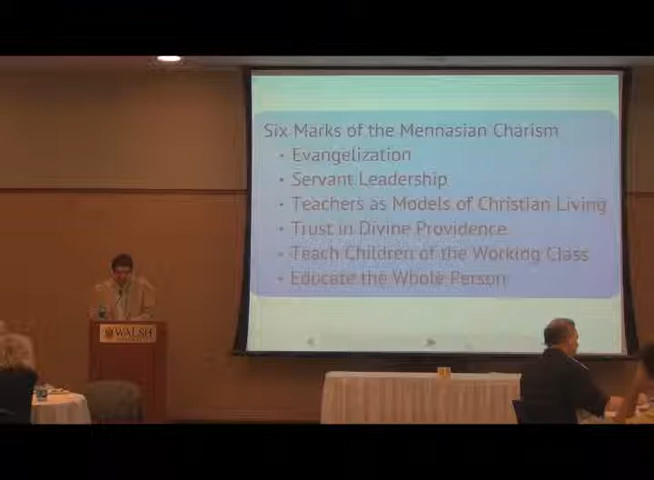 Six Marks of the Mennasian Charism
• Evangelization
• Servant Leadership
• Teachers as Models of Christian Living
• Trust in Divine Providence
• Teach Children of the Working Class
• Educate the Whole Person
WALSH